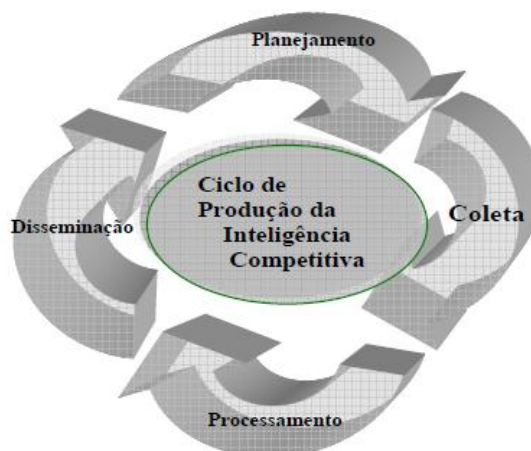 Planejamento
Ciclo de
Produção da
Inteligência
Competitiva
Coleta
Disseminação
Processamento